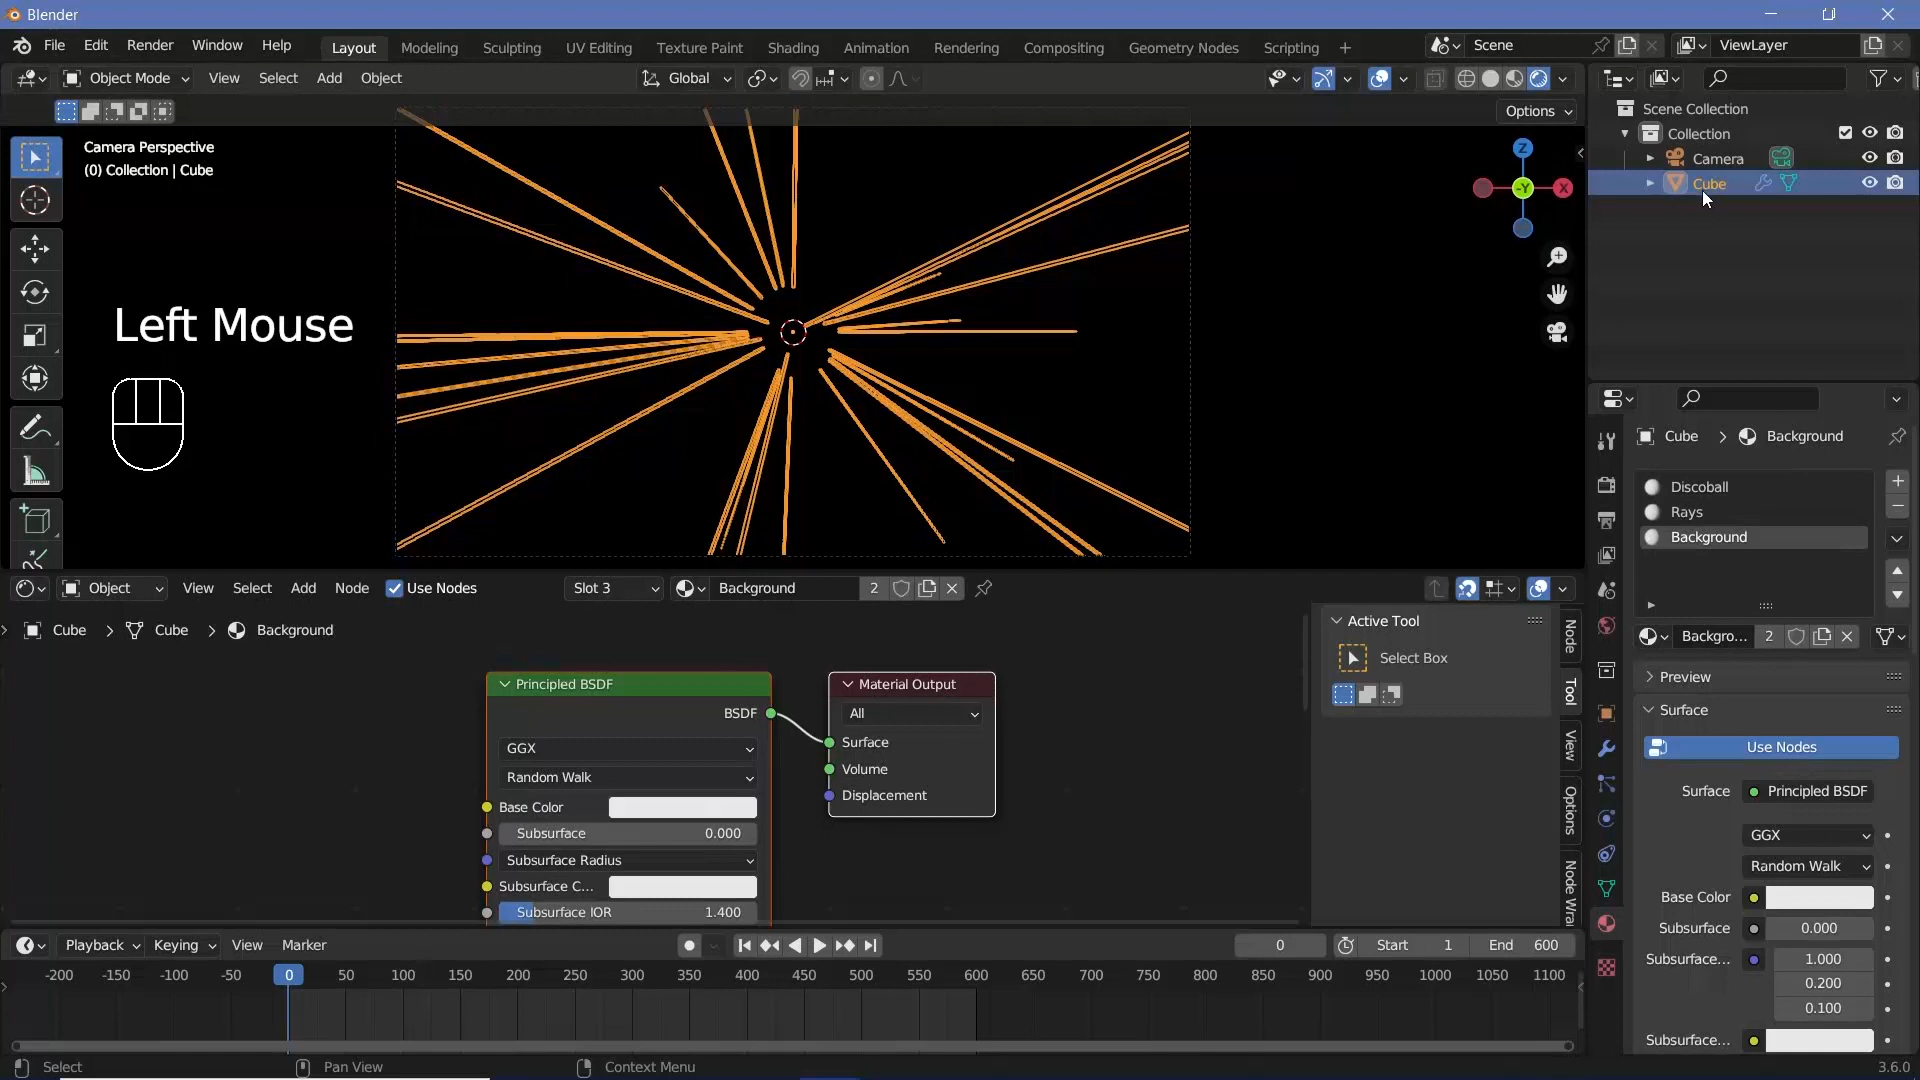 Blender
File Edit Render Window Help
Layout Modeling Sculpting UV Editing Texture Paint Shading Animation Rendering Compositing Geometry Nodes Scripting +
Scene
ViewLayer
Object Mode View Select Add Object
Global
Options
Camera Perspective
(0) Collection | Cube
Z
-Y
X
Left Mouse
Scene Collection
Collection
Camera
Cube
Cube > Background
Discoball
Rays
Background
Backgro... 2
Preview
Surface
Use Nodes
Surface Principled BSDF
GGX
Random Walk
Base Color
Subsurface 0.000
Subsurface... 1.000
0.200
0.100
Subsurface...
Object View Select Add Node Use Nodes
Slot 3 Background 2
Cube > Cube > Background
Principled BSDF
BSDF
GGX
Random Walk
Base Color
Subsurface 0.000
Subsurface Radius
Subsurface C...
Subsurface IOR 1.400
Material Output
All
Surface
Volume
Displacement
Active Tool
Select Box
Node
Tool
View
Options
Node Wra
Playback Keying View Marker
0 Start 1 End 600
-200 -150 -100 -50 0 50 100 150 200 250 300 350 400 450 500 550 600 650 700 750 800 850 900 950 1000 1050 1100
Select Pan View Context Menu
3.6.0